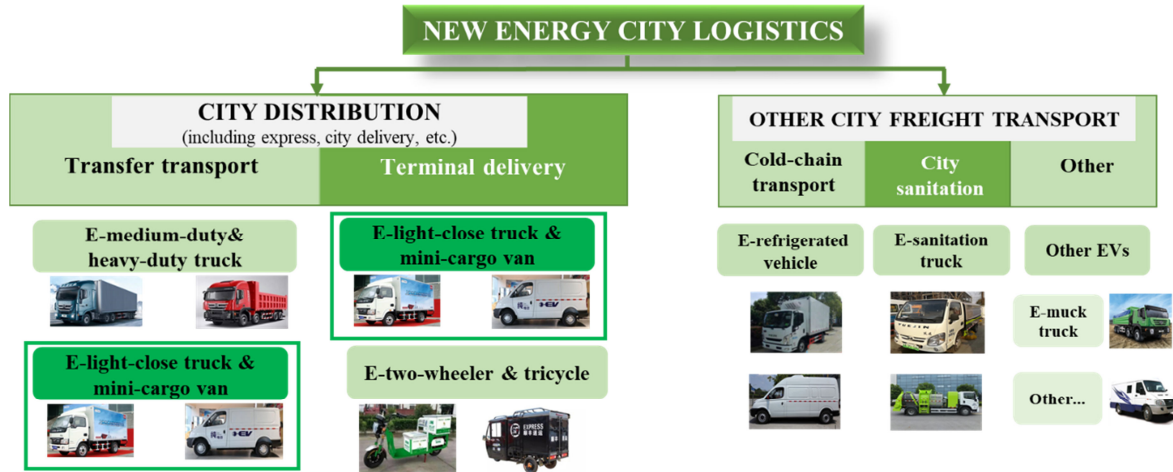 NEW ENERGY CITY LOGISTICS
CITY DISTRIBUTION
(including express, city delivery, etc.)
Transfer transport
Terminal delivery
E-medium-duty&
heavy-duty truck
E-light-close truck &
mini-cargo van
E-light-close truck &
mini-cargo van
E-two-wheeler & tricycle
EXPRESS
OTHER CITY FREIGHT TRANSPORT
Cold-chain
transport
City
sanitation
Other
E-refrigerated
vehicle
E-sanitation
truck
Other EVs
E-muck
truck
Other...
YUEJIN